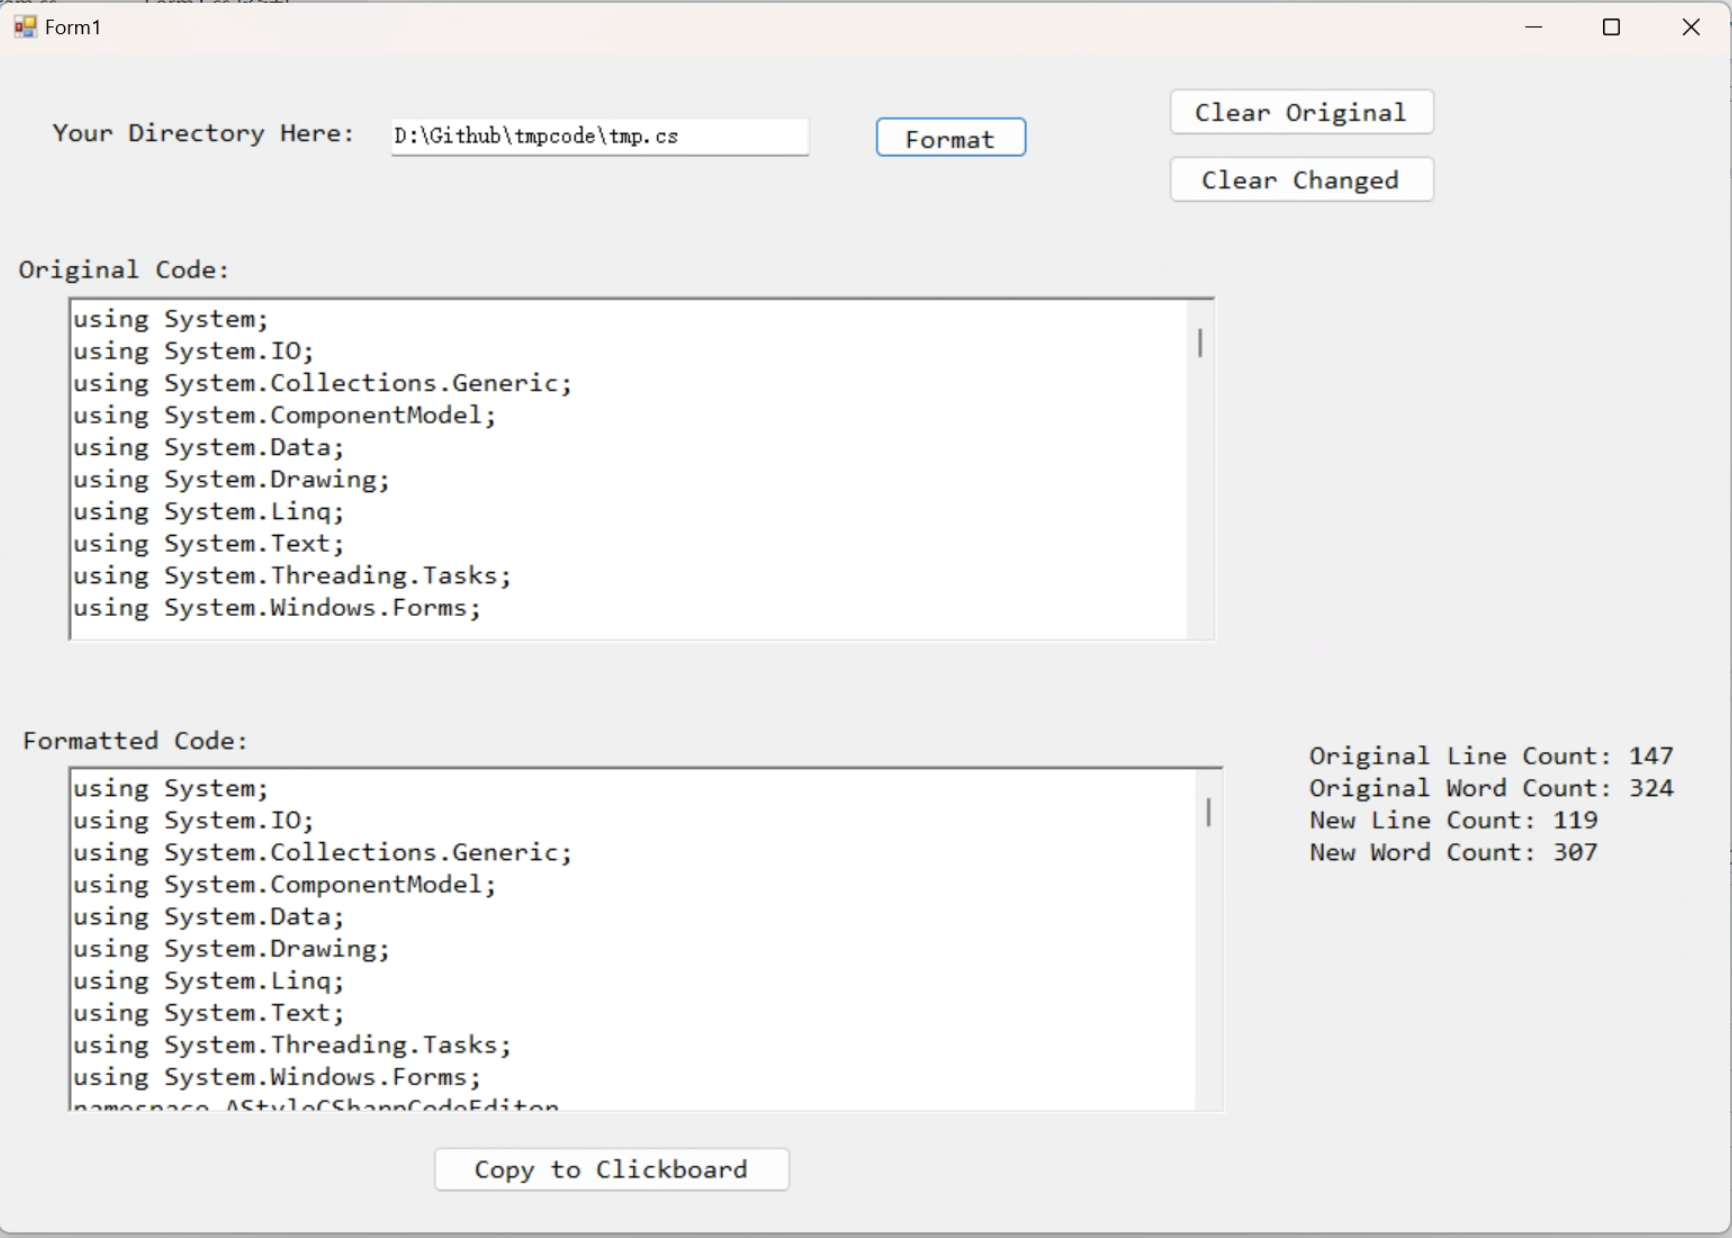 Form1
Your Directory Here:
D:\Github\tmpcode\tmp.cs
Format
Clear Original
Clear Changed
Original Code:
using System;
using System.IO;
using System.Collections.Generic;
using System.ComponentModel;
using System.Data;
using System.Drawing;
using System.Linq;
using System.Text;
using System.Threading.Tasks;
using System.Windows.Forms;
Formatted Code:
using System;
using System.IO;
using System.Collections.Generic;
using System.ComponentModel;
using System.Data;
using System.Drawing;
using System.Linq;
using System.Text;
using System.Threading.Tasks;
using System.Windows.Forms;
namespace AStyleCSharpCodeEditor
Original Line Count: 147
Original Word Count: 324
New Line Count: 119
New Word Count: 307
Copy to Clickboard